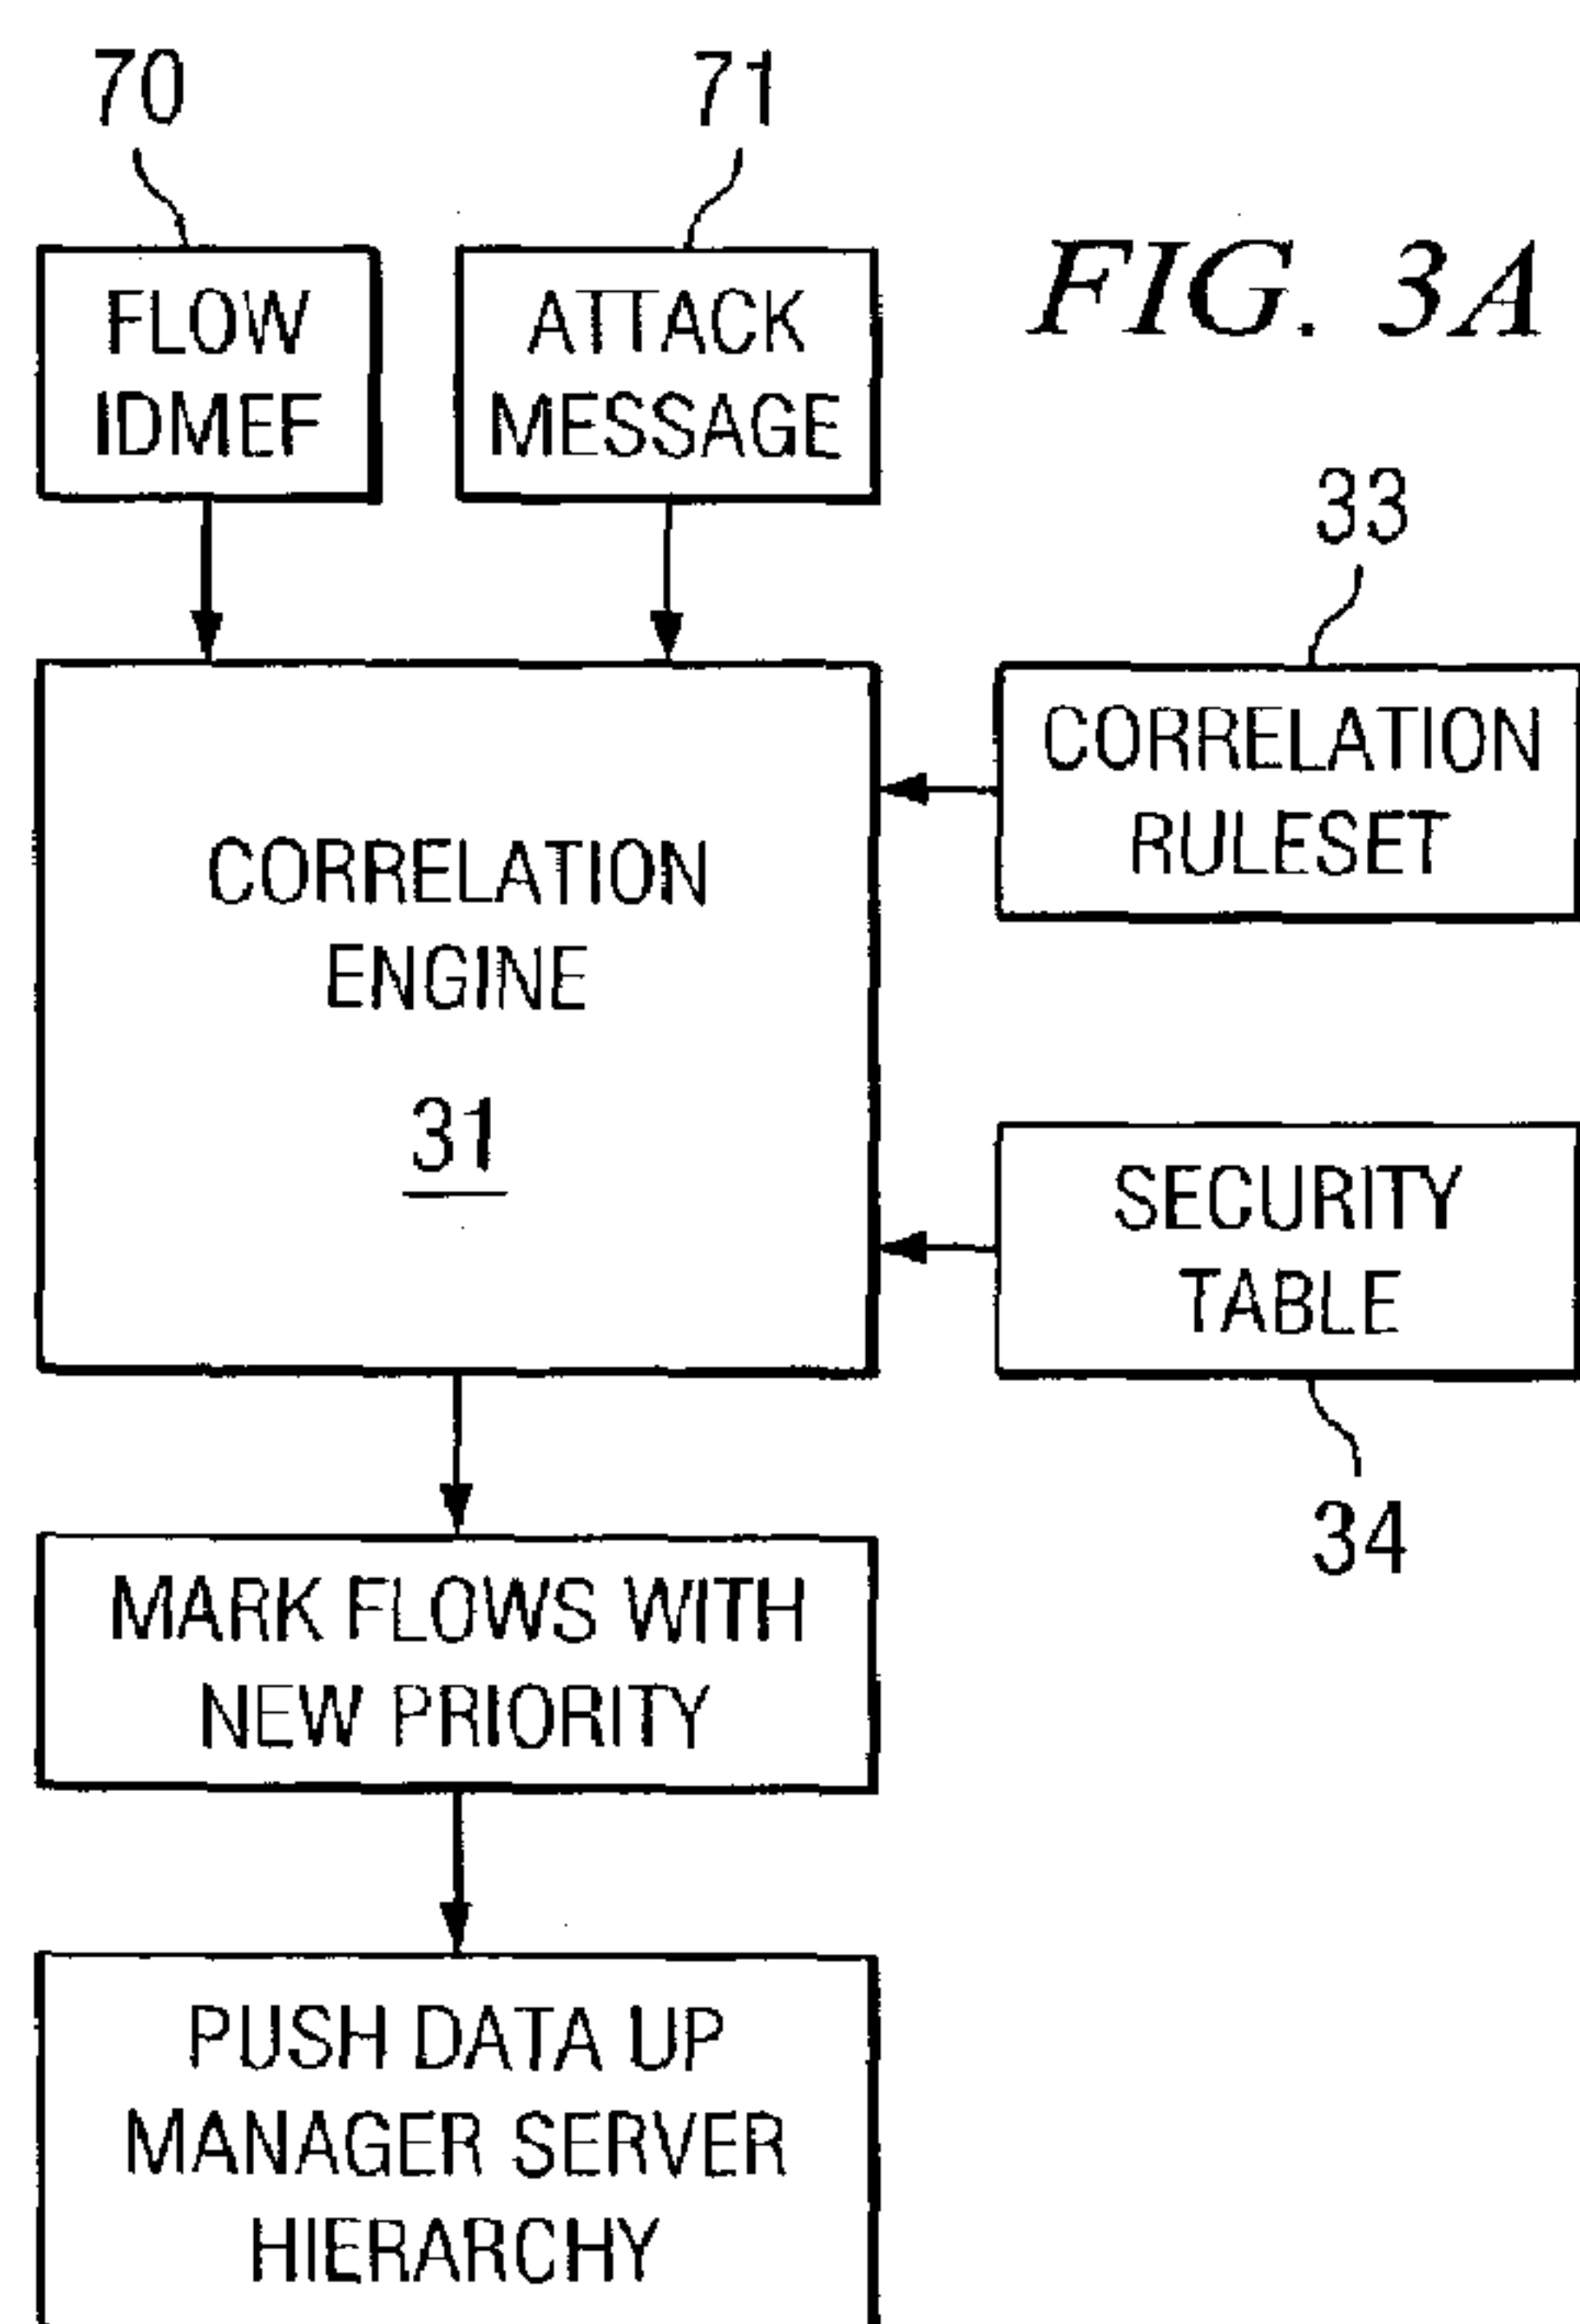 70
71
FIG. 3A
FLOW
IDMEF
ATTACK
MESSAGE
33
CORRELATION
RULESET
CORRELATION
ENGINE
31
SECURITY
TABLE
34
MARK FLOWS WITH
NEW PRIORITY
PUSH DATA UP
MANAGER SERVER
HIERARCHY